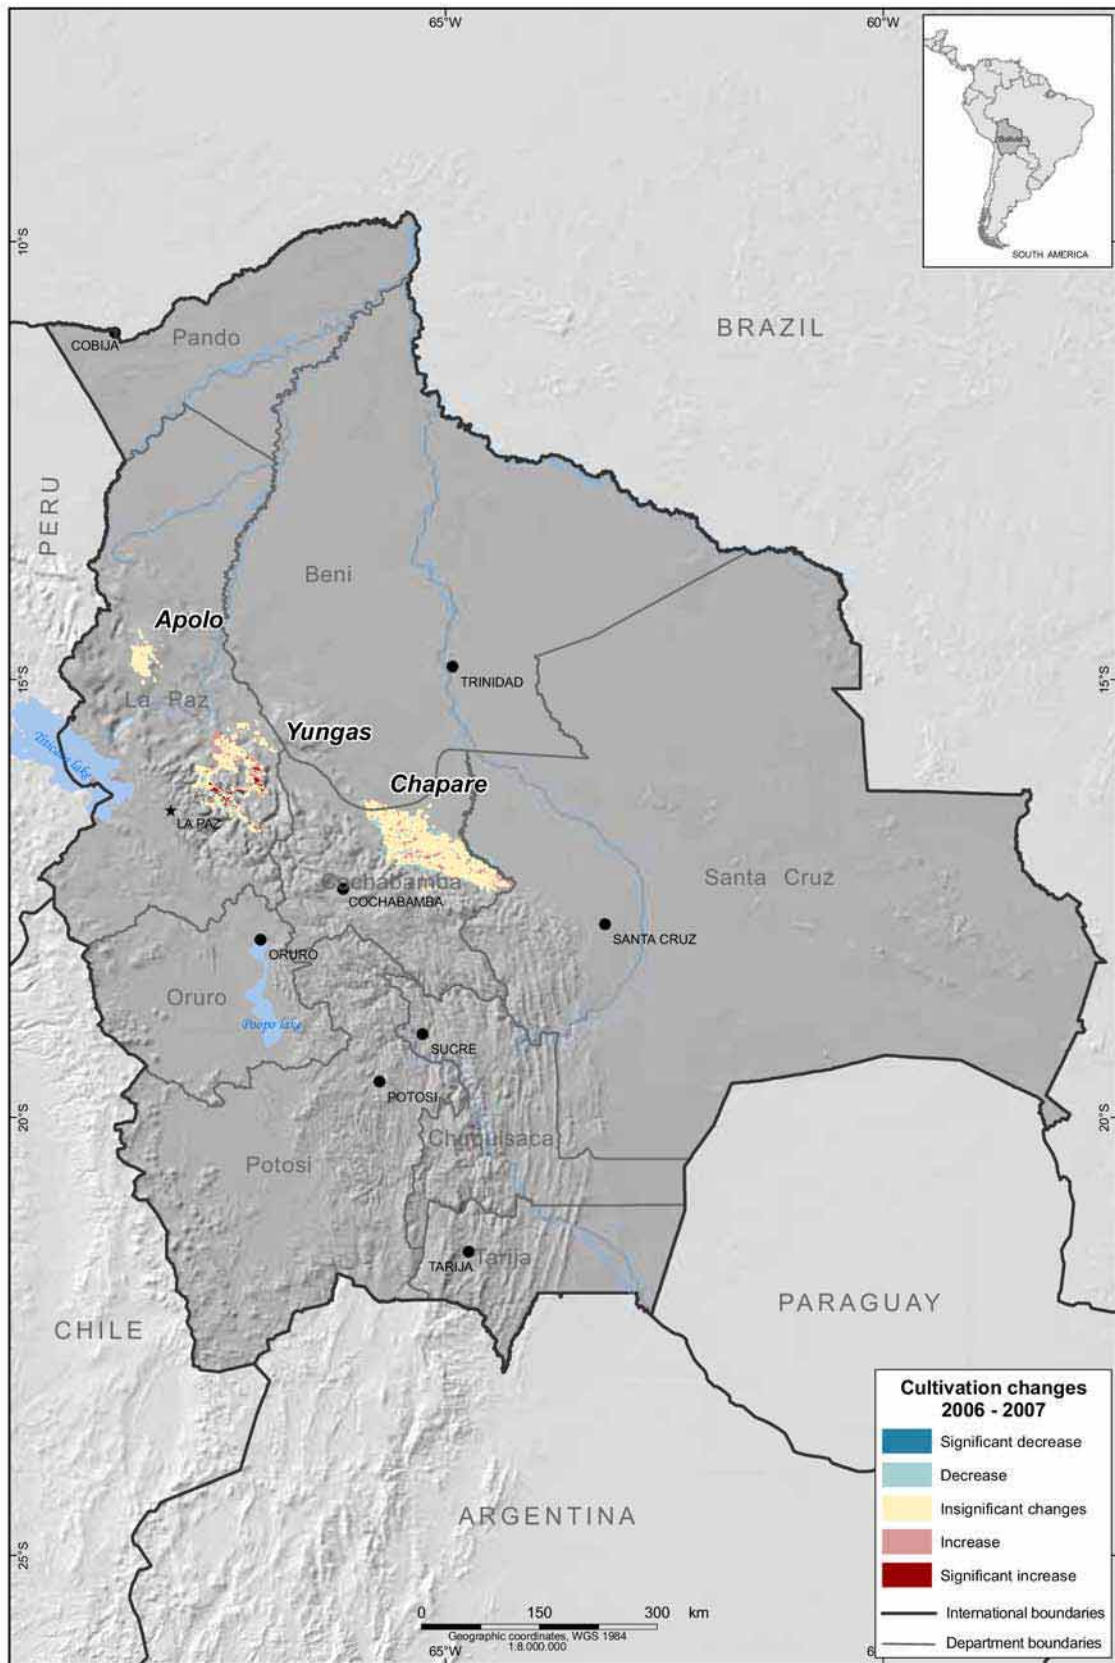 65°W
60°W
Bolivia
SOUTH AMERICA
10°S
BRAZIL
Pando
COBIJA
PERU
Beni
Apolo
TRINIDAD
15°S
15°S
La Paz
Yungas
Titicaca lake
Chapare
LA PAZ
Cochabamba
COCHABAMBA
Santa Cruz
SANTA CRUZ
ORURO
Oruro
Poopo lake
SUCRE
POTOSI
20°S
20°S
Chuquisaca
Potosi
TARIJA
Tarija
PARAGUAY
CHILE
ARGENTINA
25°S
Cultivation changes
2006 - 2007
Significant decrease
Decrease
Insignificant changes
Increase
Significant increase
International boundaries
Department boundaries
0 150 300 km
Geographic coordinates, WGS 1984
1:8.000.000
65°W